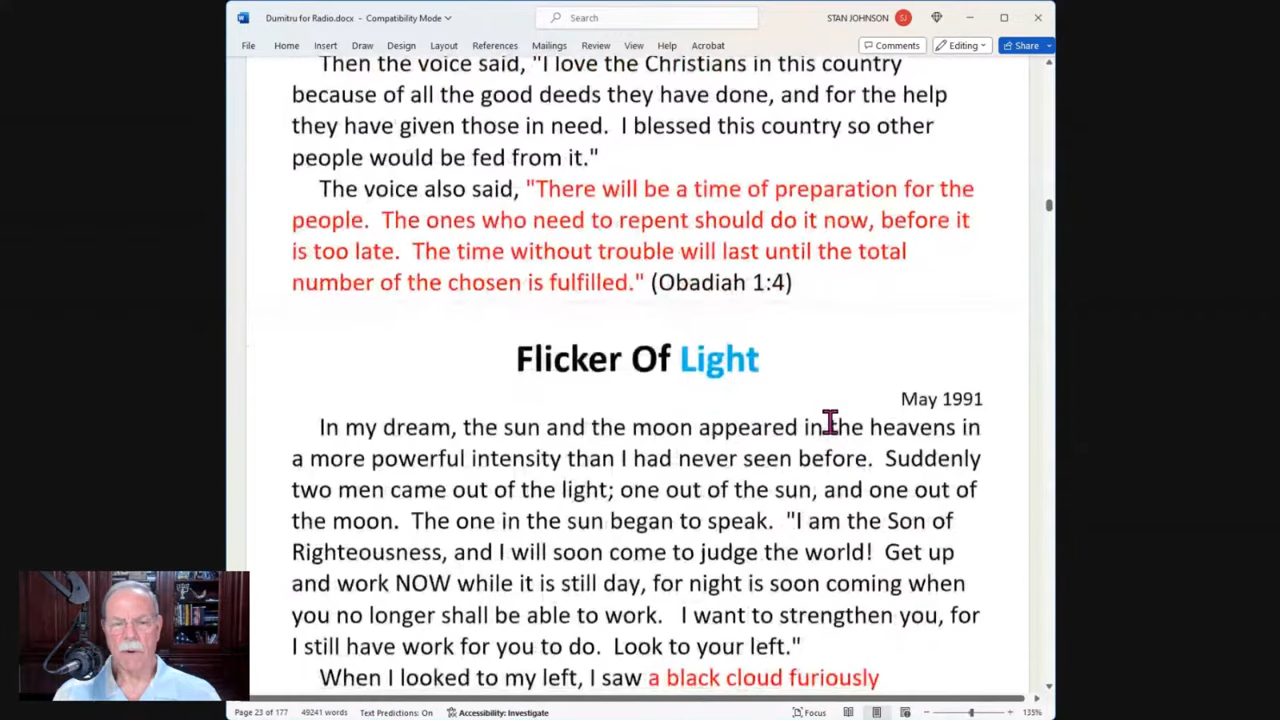 Dumitru for Radio.docx - Compatibility Mode
Search
STAN JOHNSON
SJ
File Home Insert Draw Design Layout References Mailings Review View Help Acrobat
Comments Editing Share
Then the voice said, "I love the Christians in this country
because of all the good deeds they have done, and for the help
they have given those in need. I blessed this country so other
people would be fed from it."
The voice also said, "There will be a time of preparation for the
people. The ones who need to repent should do it now, before it
is too late. The time without trouble will last until the total
number of the chosen is fulfilled." (Obadiah 1:4)
Flicker Of Light
May 1991
In my dream, the sun and the moon appeared in the heavens in
a more powerful intensity than I had never seen before. Suddenly
two men came out of the light; one out of the sun, and one out of
the moon. The one in the sun began to speak. "I am the Son of
Righteousness, and I will soon come to judge the world! Get up
and work NOW while it is still day, for night is soon coming when
you no longer shall be able to work. I want to strengthen you, for
I still have work for you to do. Look to your left."
When I looked to my left, I saw a black cloud furiously
Page 23 of 177 49241 words Text Predictions: On Accessibility: Investigate
Focus
135%